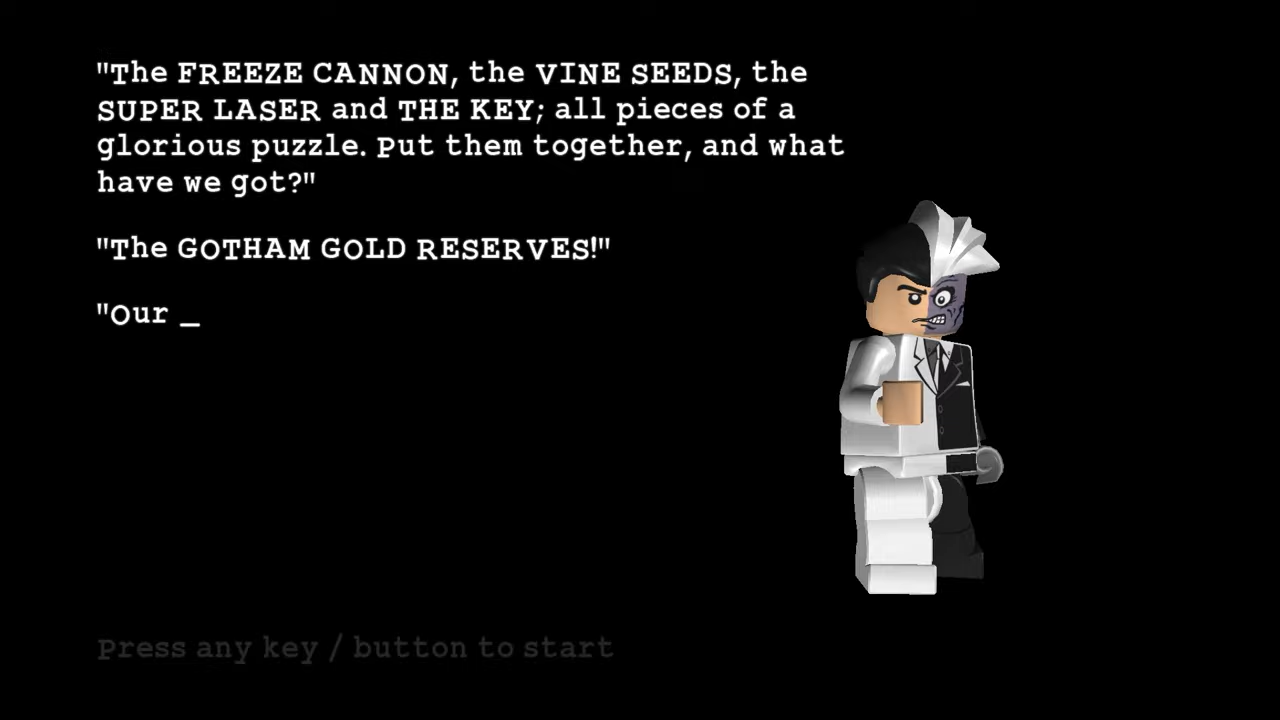 "The FREEZE CANNON, the VINE SEEDS, the
SUPER LASER and THE KEY; all pieces of a
glorious puzzle. Put them together, and what
have we got?"
"The GOTHAM GOLD RESERVES!"
"Our _
Press any key / button to start